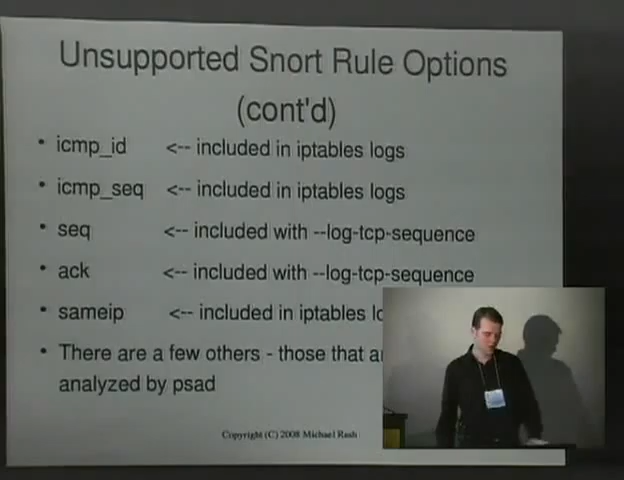 Unsupported Snort Rule Options
(cont'd)
• icmp_id <-- included in iptables logs
• icmp_seq <-- included in iptables logs
• seq <-- included with --log-tcp-sequence
• ack <-- included with --log-tcp-sequence
• sameip <-- included in iptables
• There are a few others - those that
analyzed by psad
Copyright (C) 2008 Michael Rash